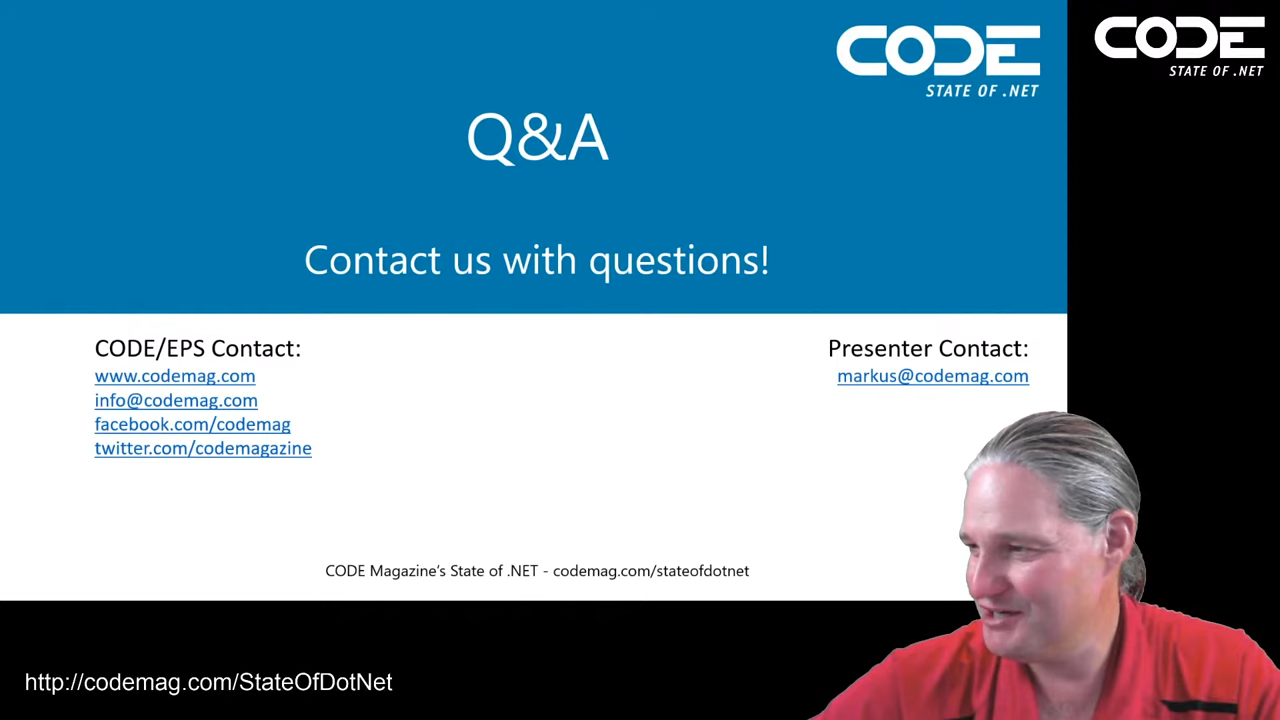 CODE
STATE OF .NET
CODE
STATE OF .NET
Q&A
Contact us with questions!
CODE/EPS Contact:
www.codemag.com
info@codemag.com
facebook.com/codemag
twitter.com/codemagazine
Presenter Contact:
markus@codemag.com
CODE Magazine's State of .NET - codemag.com/stateofdotnet
http://codemag.com/StateOfDotNet